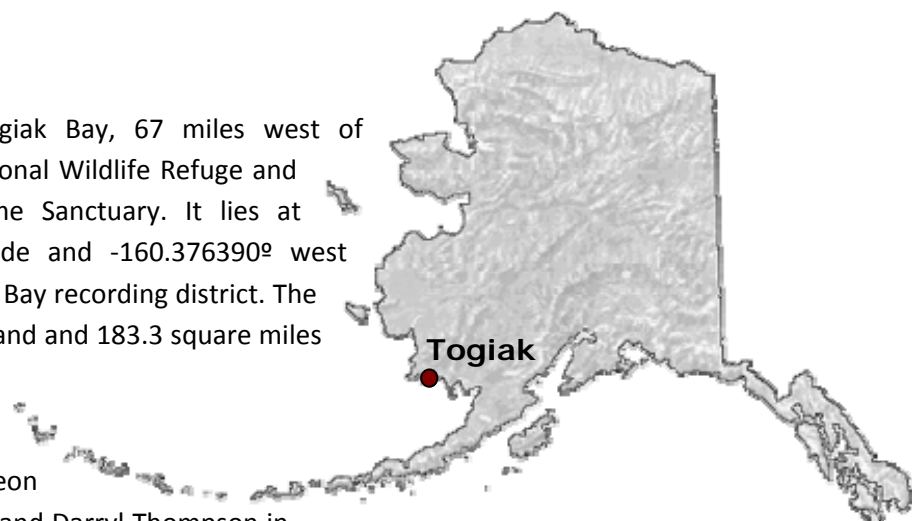 giak Bay, 67 miles west of
onal Wildlife Refuge and
ne Sanctuary. It lies at
de and -160.376390º west
Bay recording district. The
and and 183.3 square miles
Togiak
eon
and Darryl Thompson in